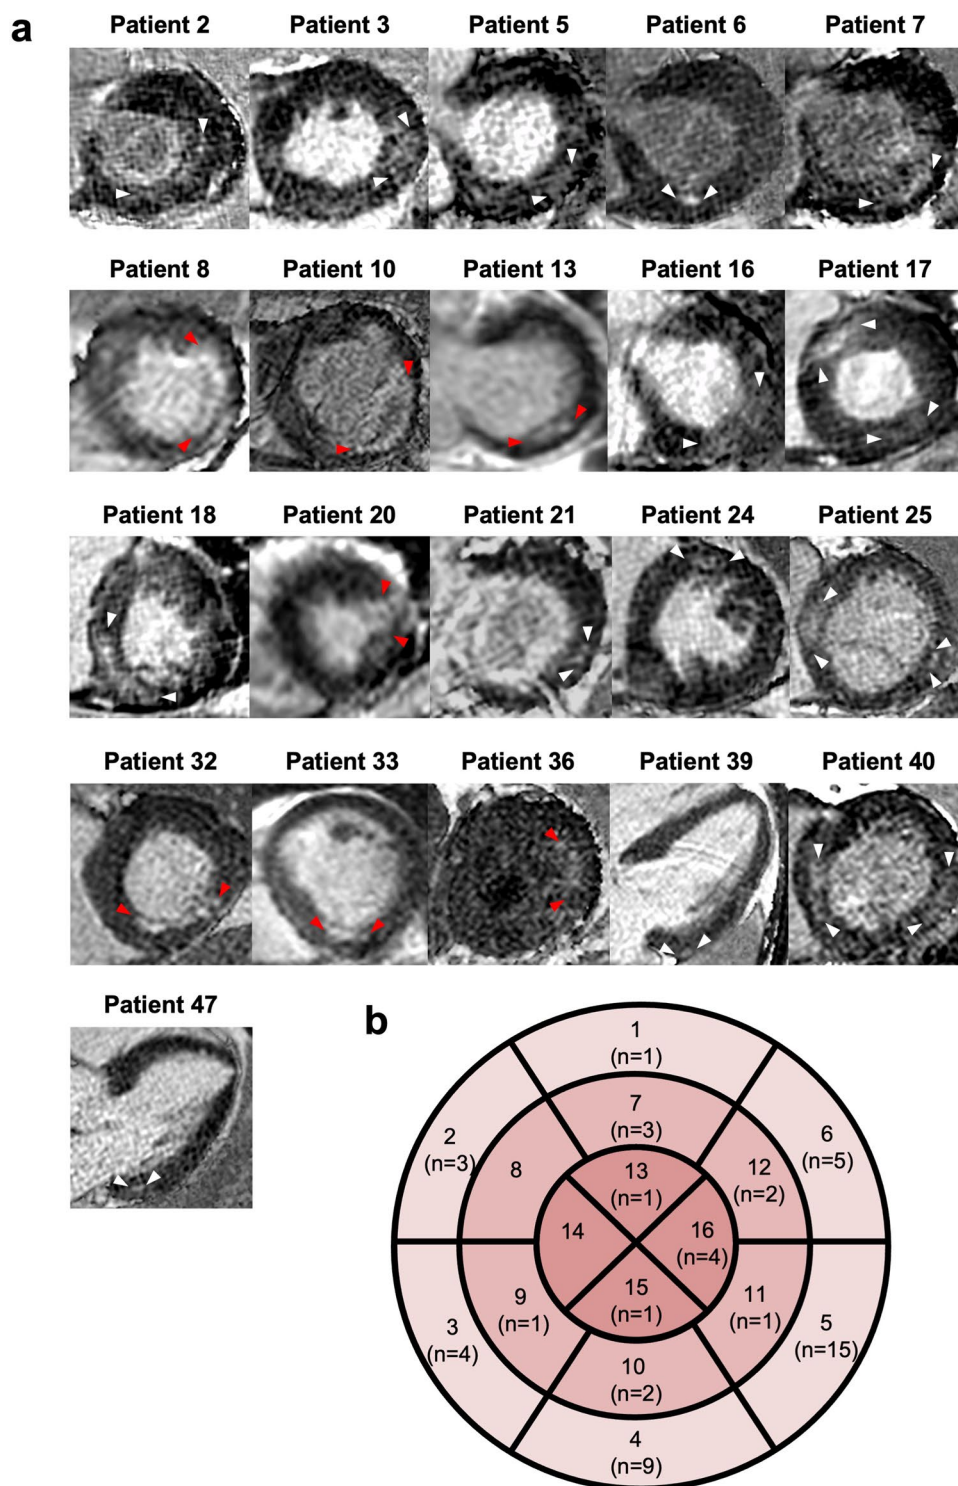 a
Patient 2 Patient 3 Patient 5 Patient 6 Patient 7
Patient 8 Patient 10 Patient 13 Patient 16 Patient 17
Patient 18 Patient 20 Patient 21 Patient 24 Patient 25
Patient 32 Patient 33 Patient 36 Patient 39 Patient 40
Patient 47
b
1
(n=1)
2
(n=3)
7
(n=3)
6
(n=5)
8
13
(n=1)
12
(n=2)
14
16
(n=4)
15
(n=1)
9
(n=1)
11
(n=1)
3
(n=4)
5
(n=15)
10
(n=2)
4
(n=9)